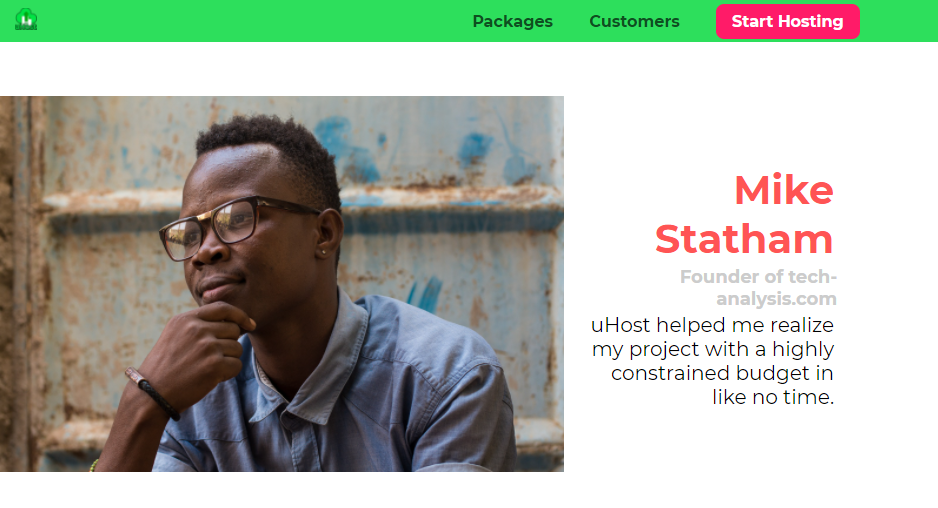 Packages Customers Start Hosting
Mike
Statham
Founder of tech-
analysis.com
uHost helped me realize
my project with a highly
constrained budget in
like no time.